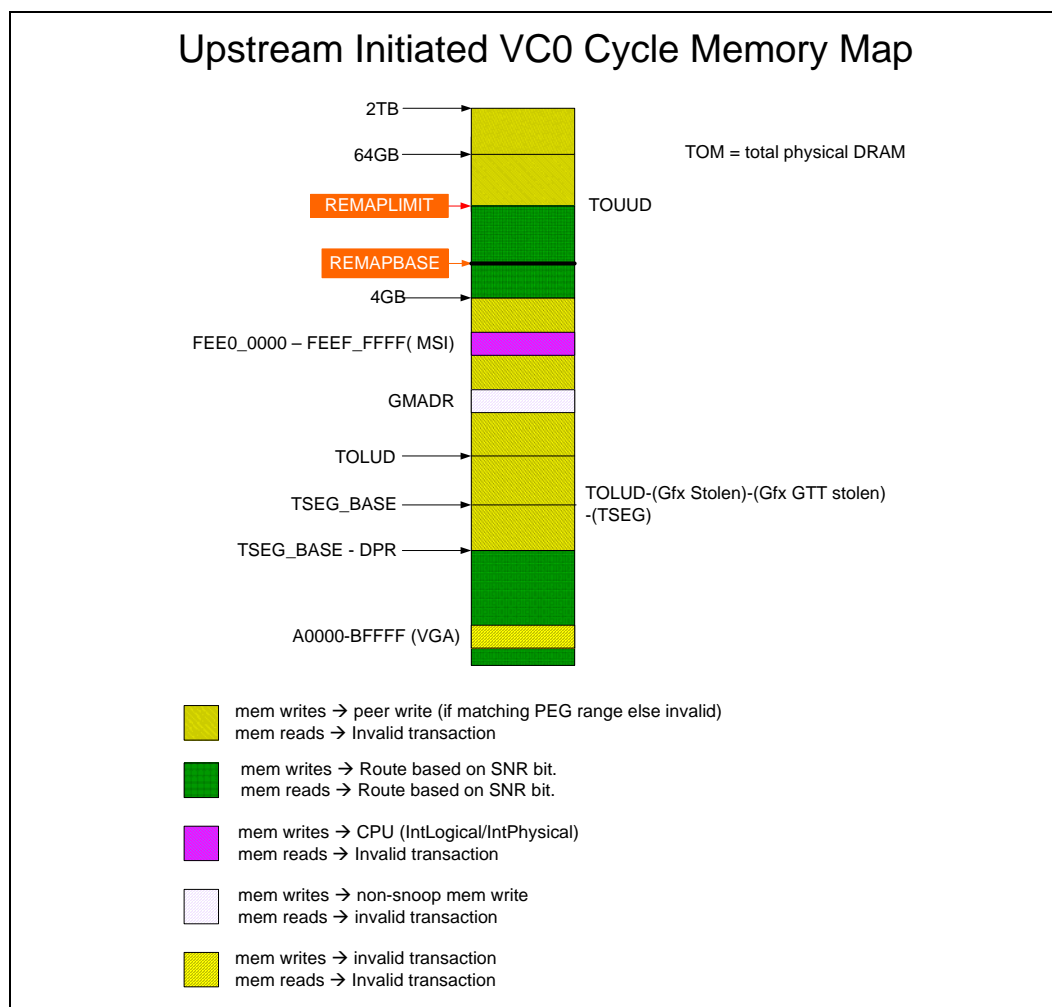 Upstream Initiated VC0 Cycle Memory Map
2TB
64GB
TOM = total physical DRAM
REMAPLIMIT
TOUUD
REMAPBASE
4GB
FEE0_0000 – FEEF_FFFF( MSI)
GMADR
TOLUD
TSEG_BASE
TOLUD-(Gfx Stolen)-(Gfx GTT stolen)
-(TSEG)
TSEG_BASE - DPR
A0000-BFFFF (VGA)
mem writes → peer write (if matching PEG range else invalid)
mem reads → Invalid transaction
mem writes → Route based on SNR bit.
mem reads → Route based on SNR bit.
mem writes → CPU (IntLogical/IntPhysical)
mem reads → Invalid transaction
mem writes → non-snoop mem write
mem reads → invalid transaction
mem writes → invalid transaction
mem reads → Invalid transaction